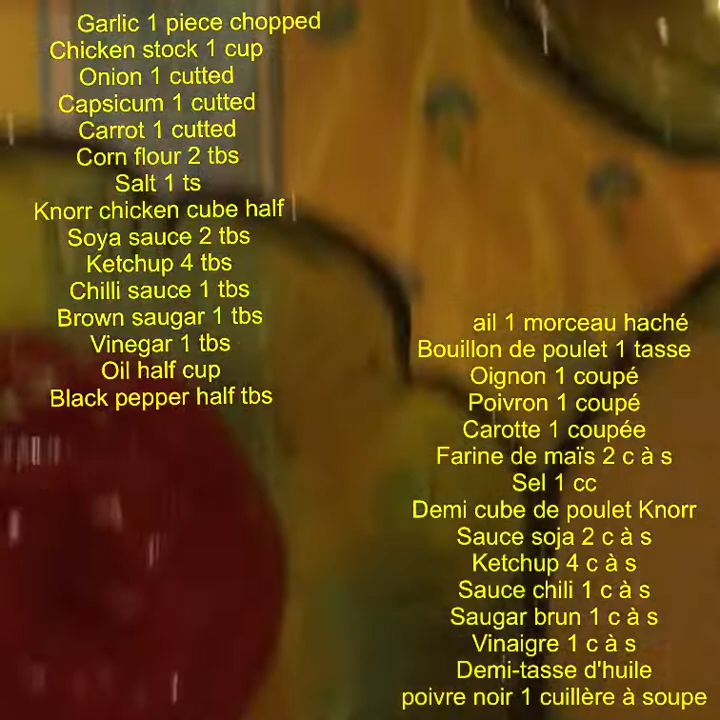 Garlic 1 piece chopped
Chicken stock 1 cup
Onion 1 cutted
Capsicum 1 cutted
Carrot 1 cutted
Corn flour 2 tbs
Salt 1 ts
Knorr chicken cube half
Soya sauce 2 tbs
Ketchup 4 tbs
Chilli sauce 1 tbs
Brown saugar 1 tbs
Vinegar 1 tbs
Oil half cup
Black pepper half tbs
ail 1 morceau haché
Bouillon de poulet 1 tasse
Oignon 1 coupé
Poivron 1 coupé
Carotte 1 coupée
Farine de maïs 2 c à s
Sel 1 cc
Demi cube de poulet Knorr
Sauce soja 2 c à s
Ketchup 4 c à s
Sauce chili 1 c à s
Saugar brun 1 c à s
Vinaigre 1 c à s
Demi-tasse d'huile
poivre noir 1 cuillère à soupe